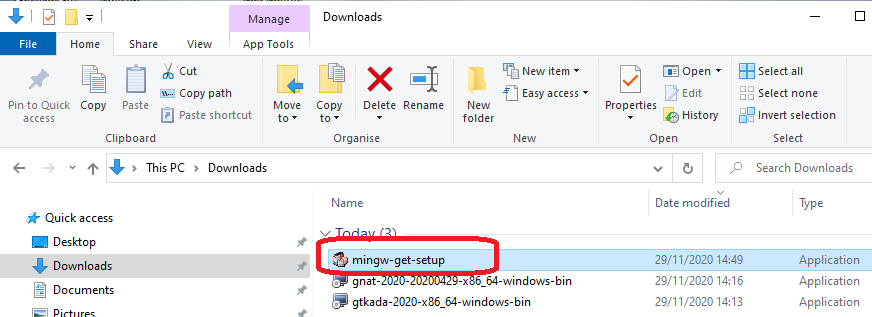 Manage
Downloads
File
Home
Share
View
App Tools
Pin to Quick
access
Copy
Paste
Cut
Copy path
Paste shortcut
Clipboard
Move
to
Copy
to
Delete
Rename
Organise
New
folder
New item
Easy access
New
Properties
Open
Edit
History
Open
Select all
Select none
Invert selection
Select
This PC > Downloads
Search Downloads
Name
Date modified
Type
Quick access
Desktop
Downloads
Documents
Pictures
Today (3)
mingw-get-setup 29/11/2020 14:49 Application
gnat-2020-20200429-x86_64-windows-bin 29/11/2020 14:16 Application
gtkada-2020-x86_64-windows-bin 29/11/2020 14:13 Application